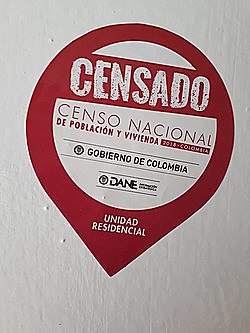 CENSADO
CENSO NACIONAL
DE POBLACIÓN Y VIVIENDA 2018 - COLOMBIA
GOBIERNO DE COLOMBIA
DANE
UNIDAD
RESIDENCIAL